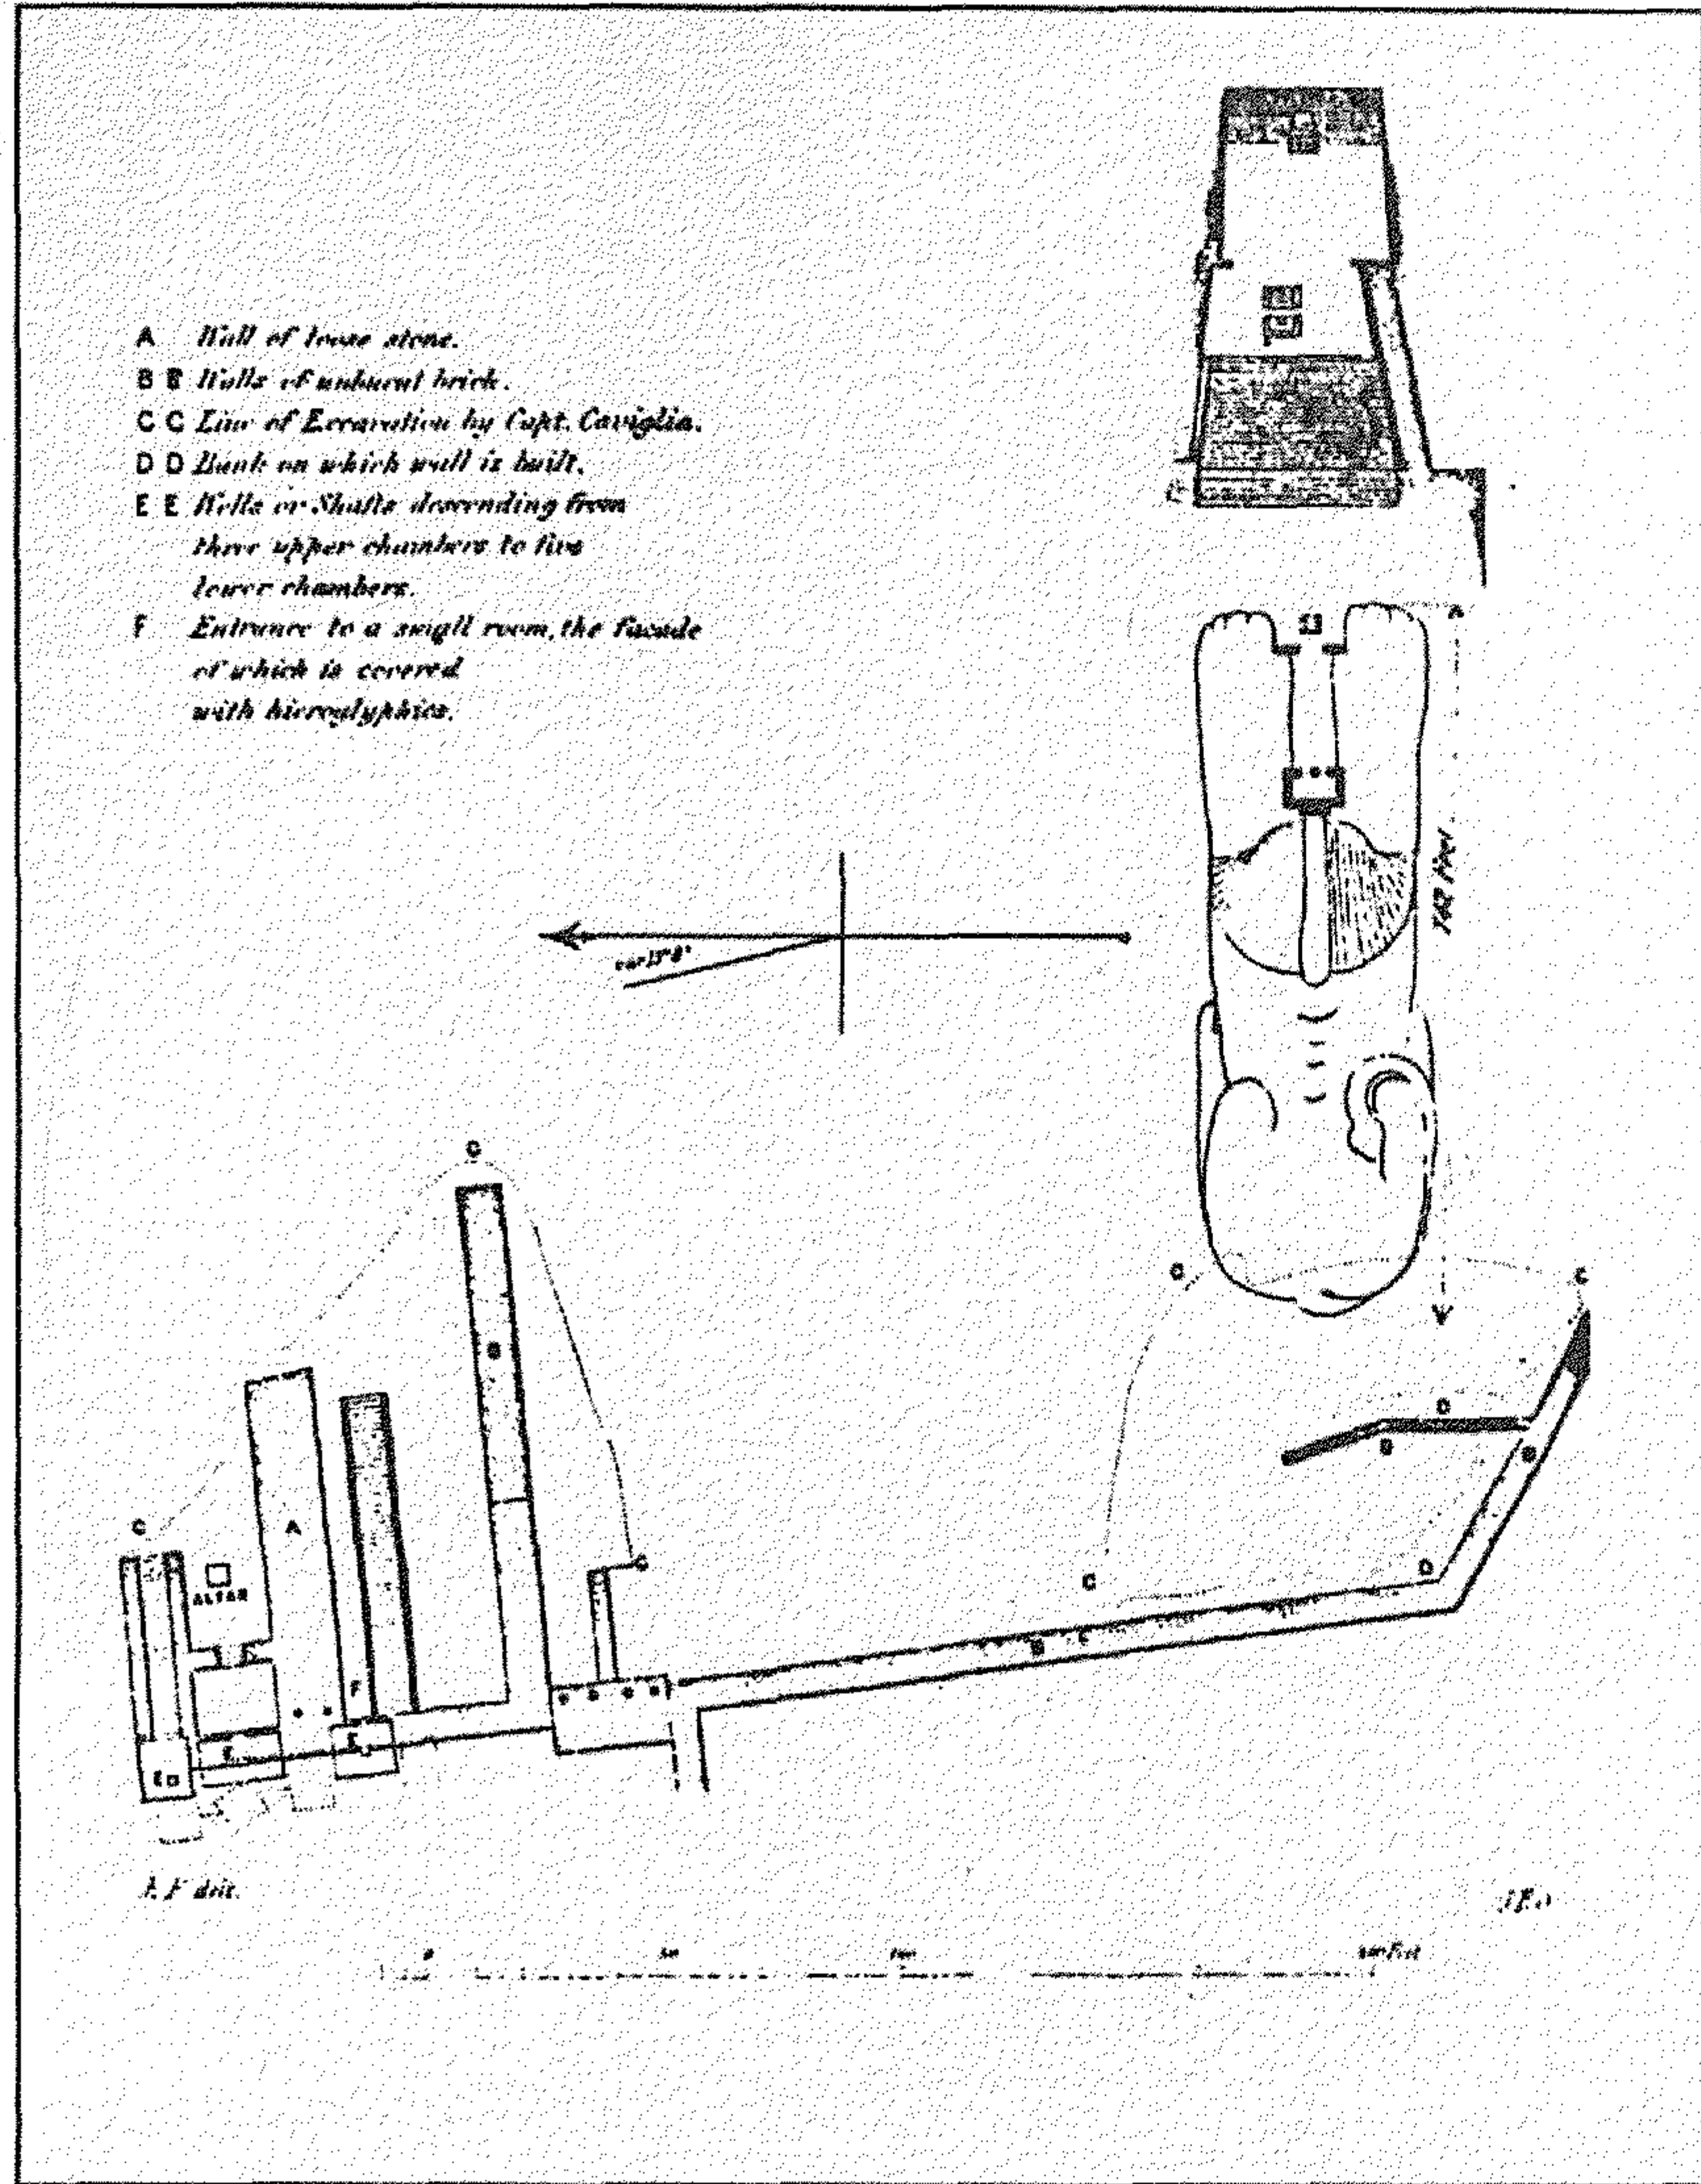 A Wall of loose stone.
B B Walls of unburnt brick.
C C Line of Excavation by Capt. Caviglia.
D D Bank on which wall is built.
E E Wells or Shafts descending from
three upper chambers to five
lower chambers.
F Entrance to a small room, the facade
of which is covered
with hieroglyphics.
A
C
C
C
B
D
B
B
C
A
C
ALTAR
C
D
B
F
E
E
E
delt.
Feet